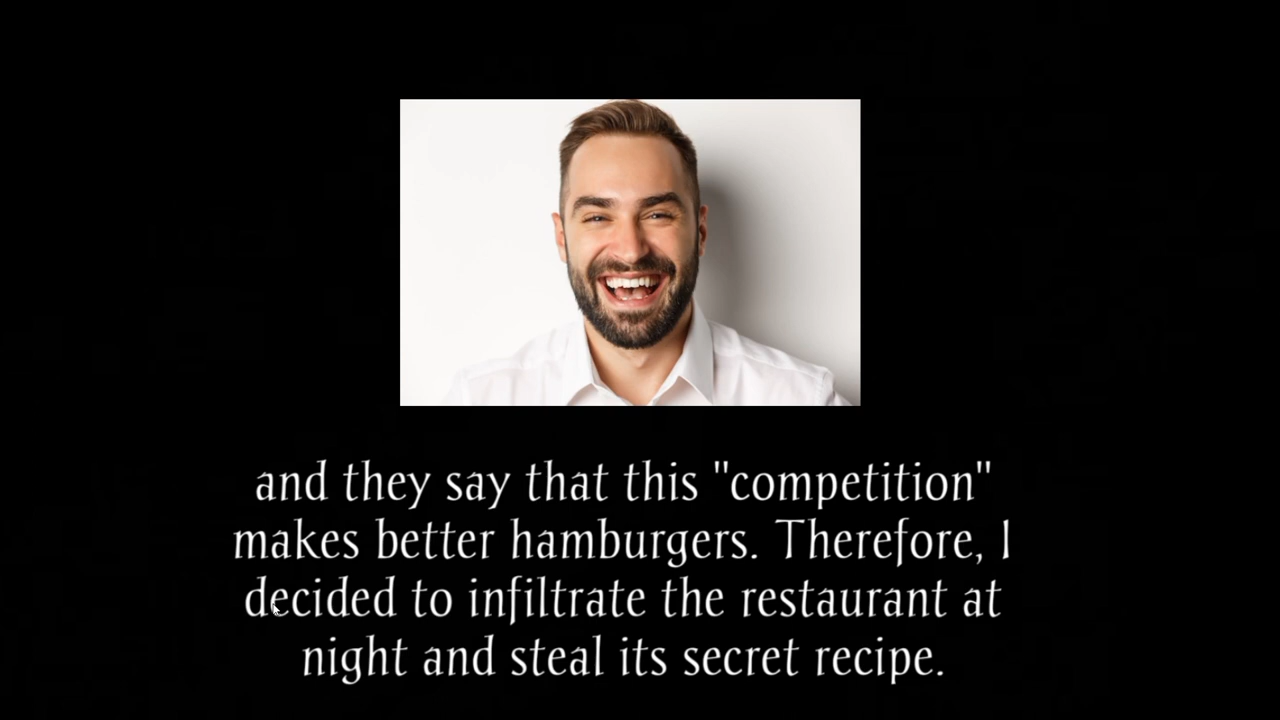 and they say that this "competition"
makes better hamburgers. Therefore, I
decided to infiltrate the restaurant at
night and steal its secret recipe.